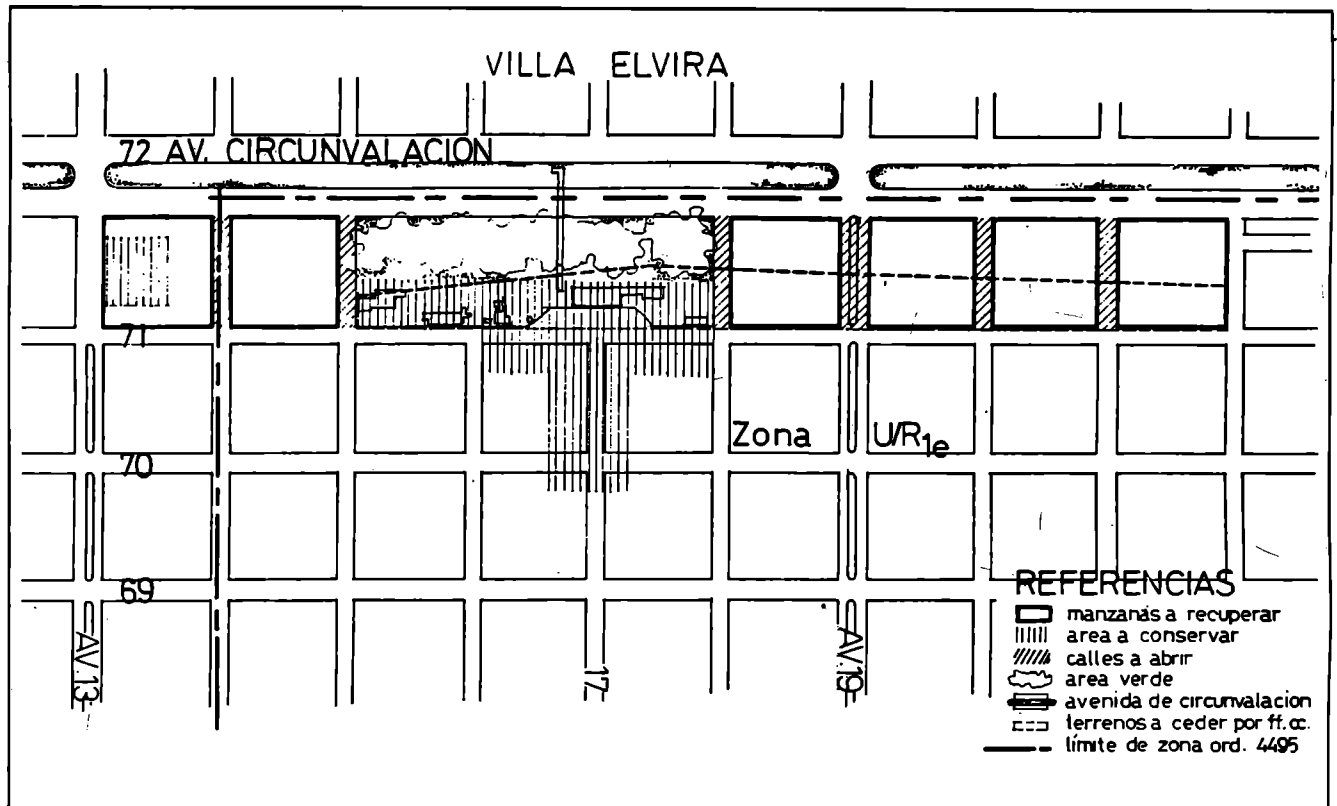 VILLA ELVIRA
72 AV. CIRCUNVALACION
71
Zona U/R1e
70
69
AV.13
17
AV.19
REFERENCIAS
manzanás a recuperar
area a conservar
calles a abrir
area verde
avenida de circunvalacion
terrenos a ceder por ff.cc.
límite de zona ord. 4495